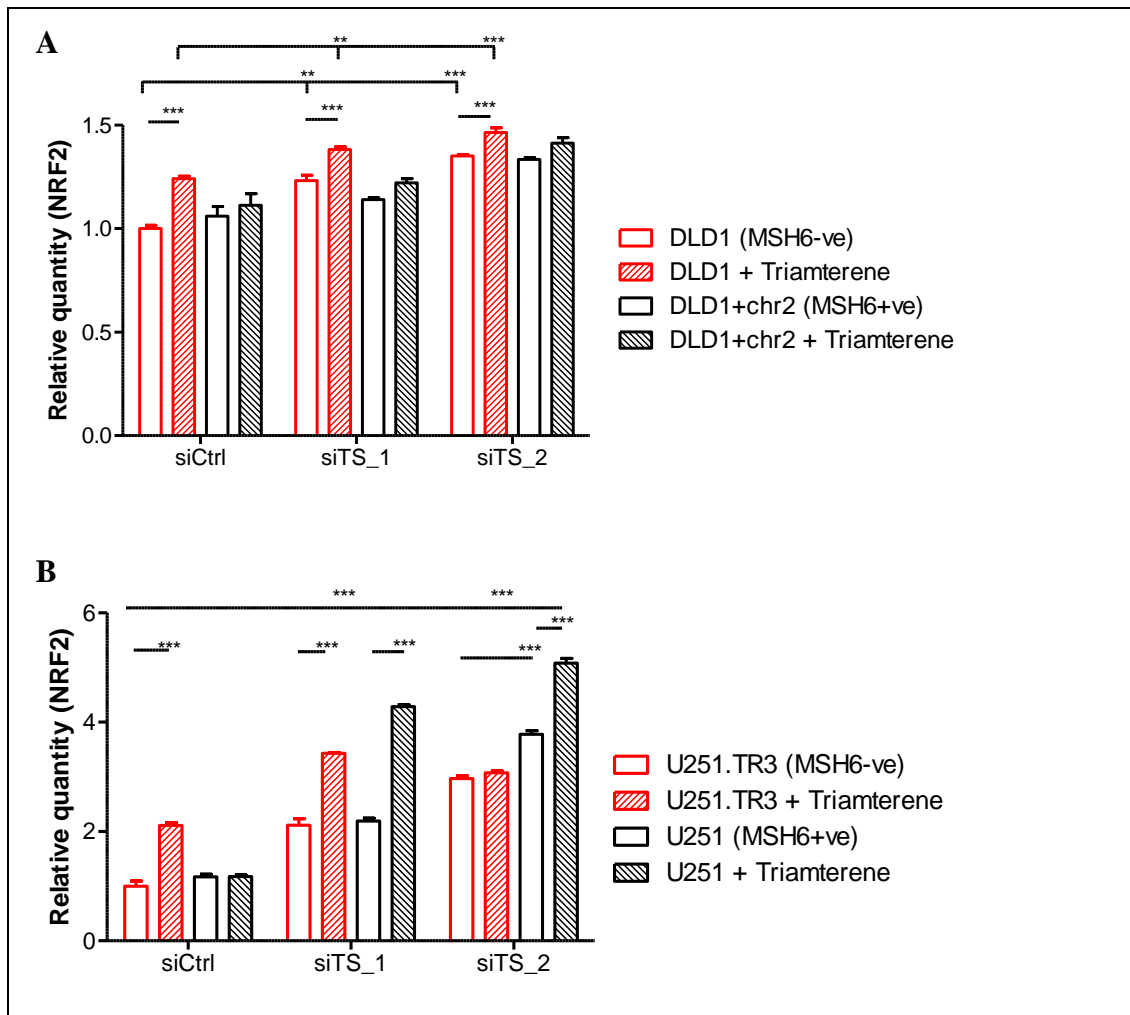 A
** ***
** ***
*** *** ***
1.5
1.0
0.5
0.0
Relative quantity (NRF2)
siCtrl siTS_1 siTS_2
DLD1 (MSH6-ve)
DLD1 + Triamterene
DLD1+chr2 (MSH6+ve)
DLD1+chr2 + Triamterene
B
*** ***
***
*** *** *** ***
6
4
2
0
Relative quantity (NRF2)
siCtrl siTS_1 siTS_2
U251.TR3 (MSH6-ve)
U251.TR3 + Triamterene
U251 (MSH6+ve)
U251 + Triamterene